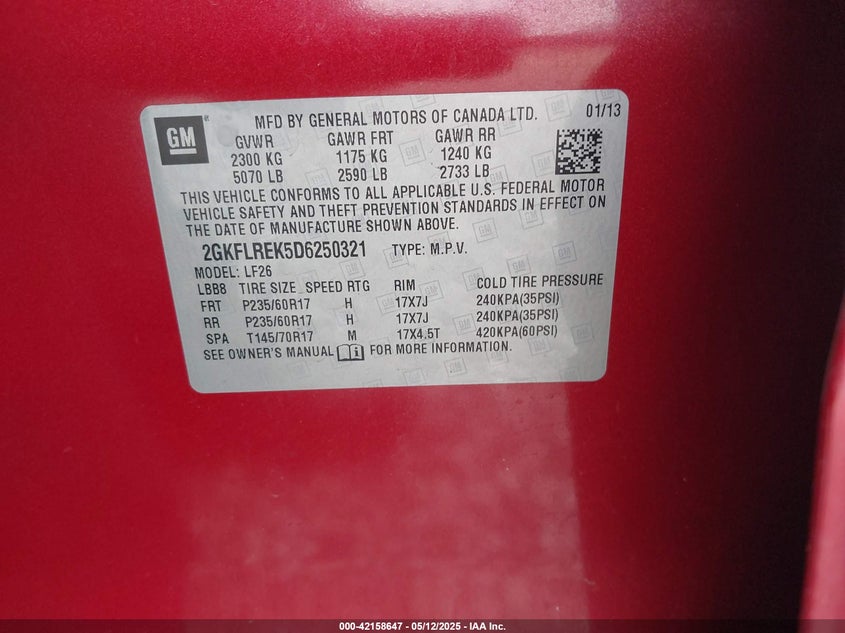 GM
MFD BY GENERAL MOTORS OF CANADA LTD. 01/13
GVWR GAWR FRT GAWR RR
2300 KG 1175 KG 1240 KG
5070 LB 2590 LB 2733 LB
THIS VEHICLE CONFORMS TO ALL APPLICABLE U.S. FEDERAL MOTOR
VEHICLE SAFETY AND THEFT PREVENTION STANDARDS IN EFFECT ON
THE DATE OF MANUFACTURE SHOWN ABOVE.
2GKFLREK5D6250321 TYPE: M.P.V.
MODEL: LF26
LBB8 TIRE SIZE SPEED RTG RIM COLD TIRE PRESSURE
FRT P235/60R17 H 17X7J 240KPA(35PSI)
RR P235/60R17 H 17X7J 240KPA(35PSI)
SPA T145/70R17 M 17X4.5T 420KPA(60PSI)
SEE OWNER'S MANUAL FOR MORE INFORMATION.
000-42158647 - 05/12/2025 - IAA Inc.